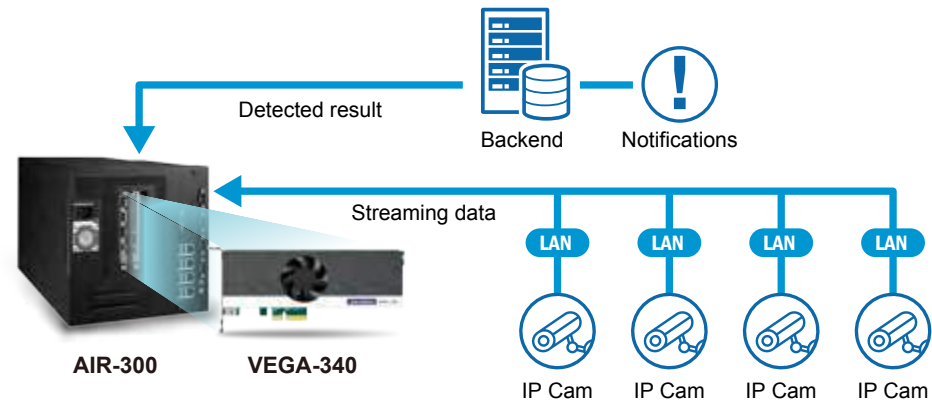 Detected result
Backend
Notifications
Streaming data
LAN
LAN
LAN
LAN
AIR-300
VEGA-340
IP Cam
IP Cam
IP Cam
IP Cam